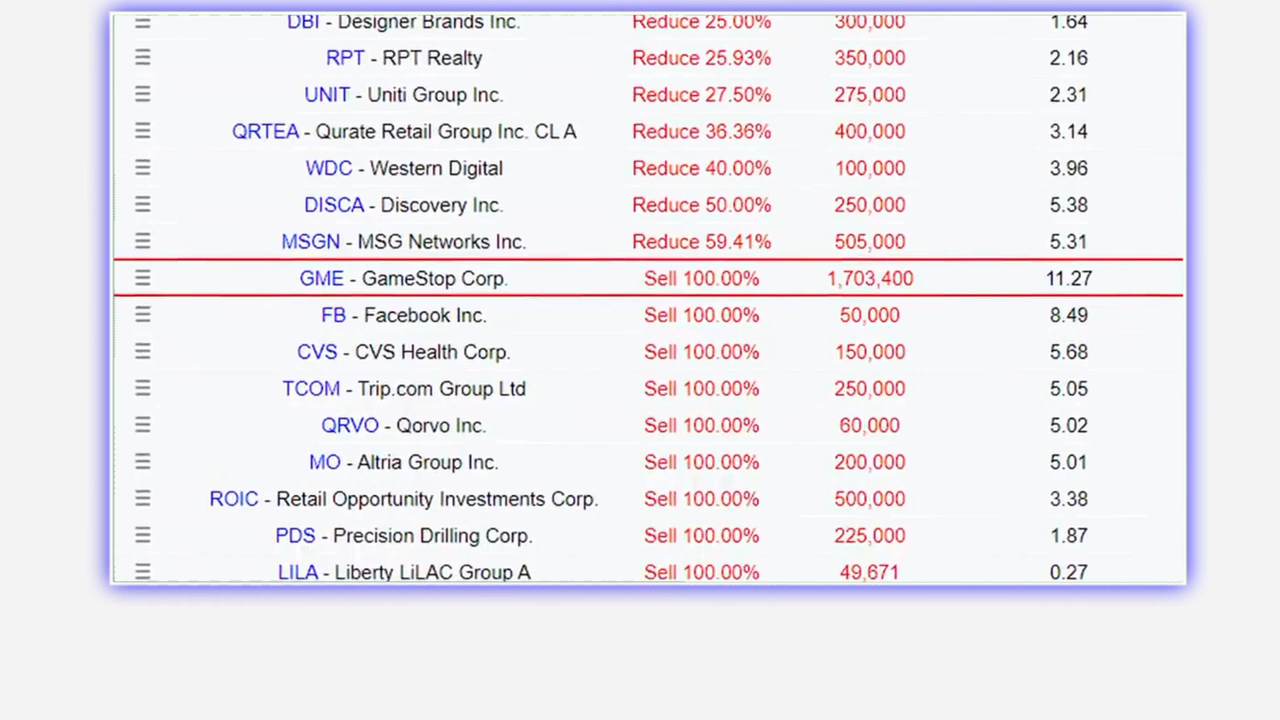 DBI - Designer Brands Inc. Reduce 25.00% 300,000 1.64
RPT - RPT Realty Reduce 25.93% 350,000 2.16
UNIT - Uniti Group Inc. Reduce 27.50% 275,000 2.31
QRTEA - Qurate Retail Group Inc. CL A Reduce 36.36% 400,000 3.14
WDC - Western Digital Reduce 40.00% 100,000 3.96
DISCA - Discovery Inc. Reduce 50.00% 250,000 5.38
MSGN - MSG Networks Inc. Reduce 59.41% 505,000 5.31
GME - GameStop Corp. Sell 100.00% 1,703,400 11.27
FB - Facebook Inc. Sell 100.00% 50,000 8.49
CVS - CVS Health Corp. Sell 100.00% 150,000 5.68
TCOM - Trip.com Group Ltd Sell 100.00% 250,000 5.05
QRVO - Qorvo Inc. Sell 100.00% 60,000 5.02
MO - Altria Group Inc. Sell 100.00% 200,000 5.01
ROIC - Retail Opportunity Investments Corp. Sell 100.00% 500,000 3.38
PDS - Precision Drilling Corp. Sell 100.00% 225,000 1.87
LILA - Liberty LiLAC Group A Sell 100.00% 49,671 0.27